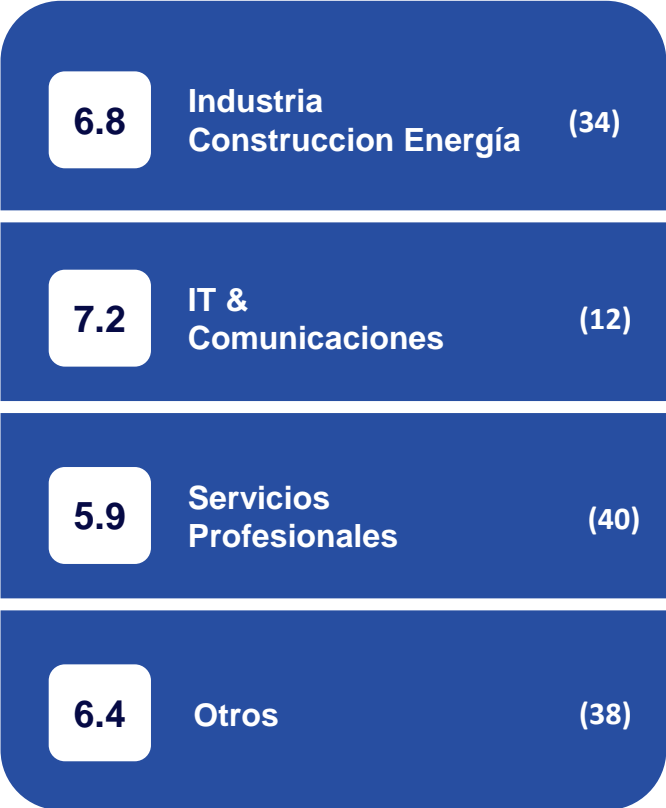 6.8
Industria
Construccion Energía
(34)
7.2
IT &
Comunicaciones
(12)
5.9
Servicios
Profesionales
(40)
6.4
Otros
(38)